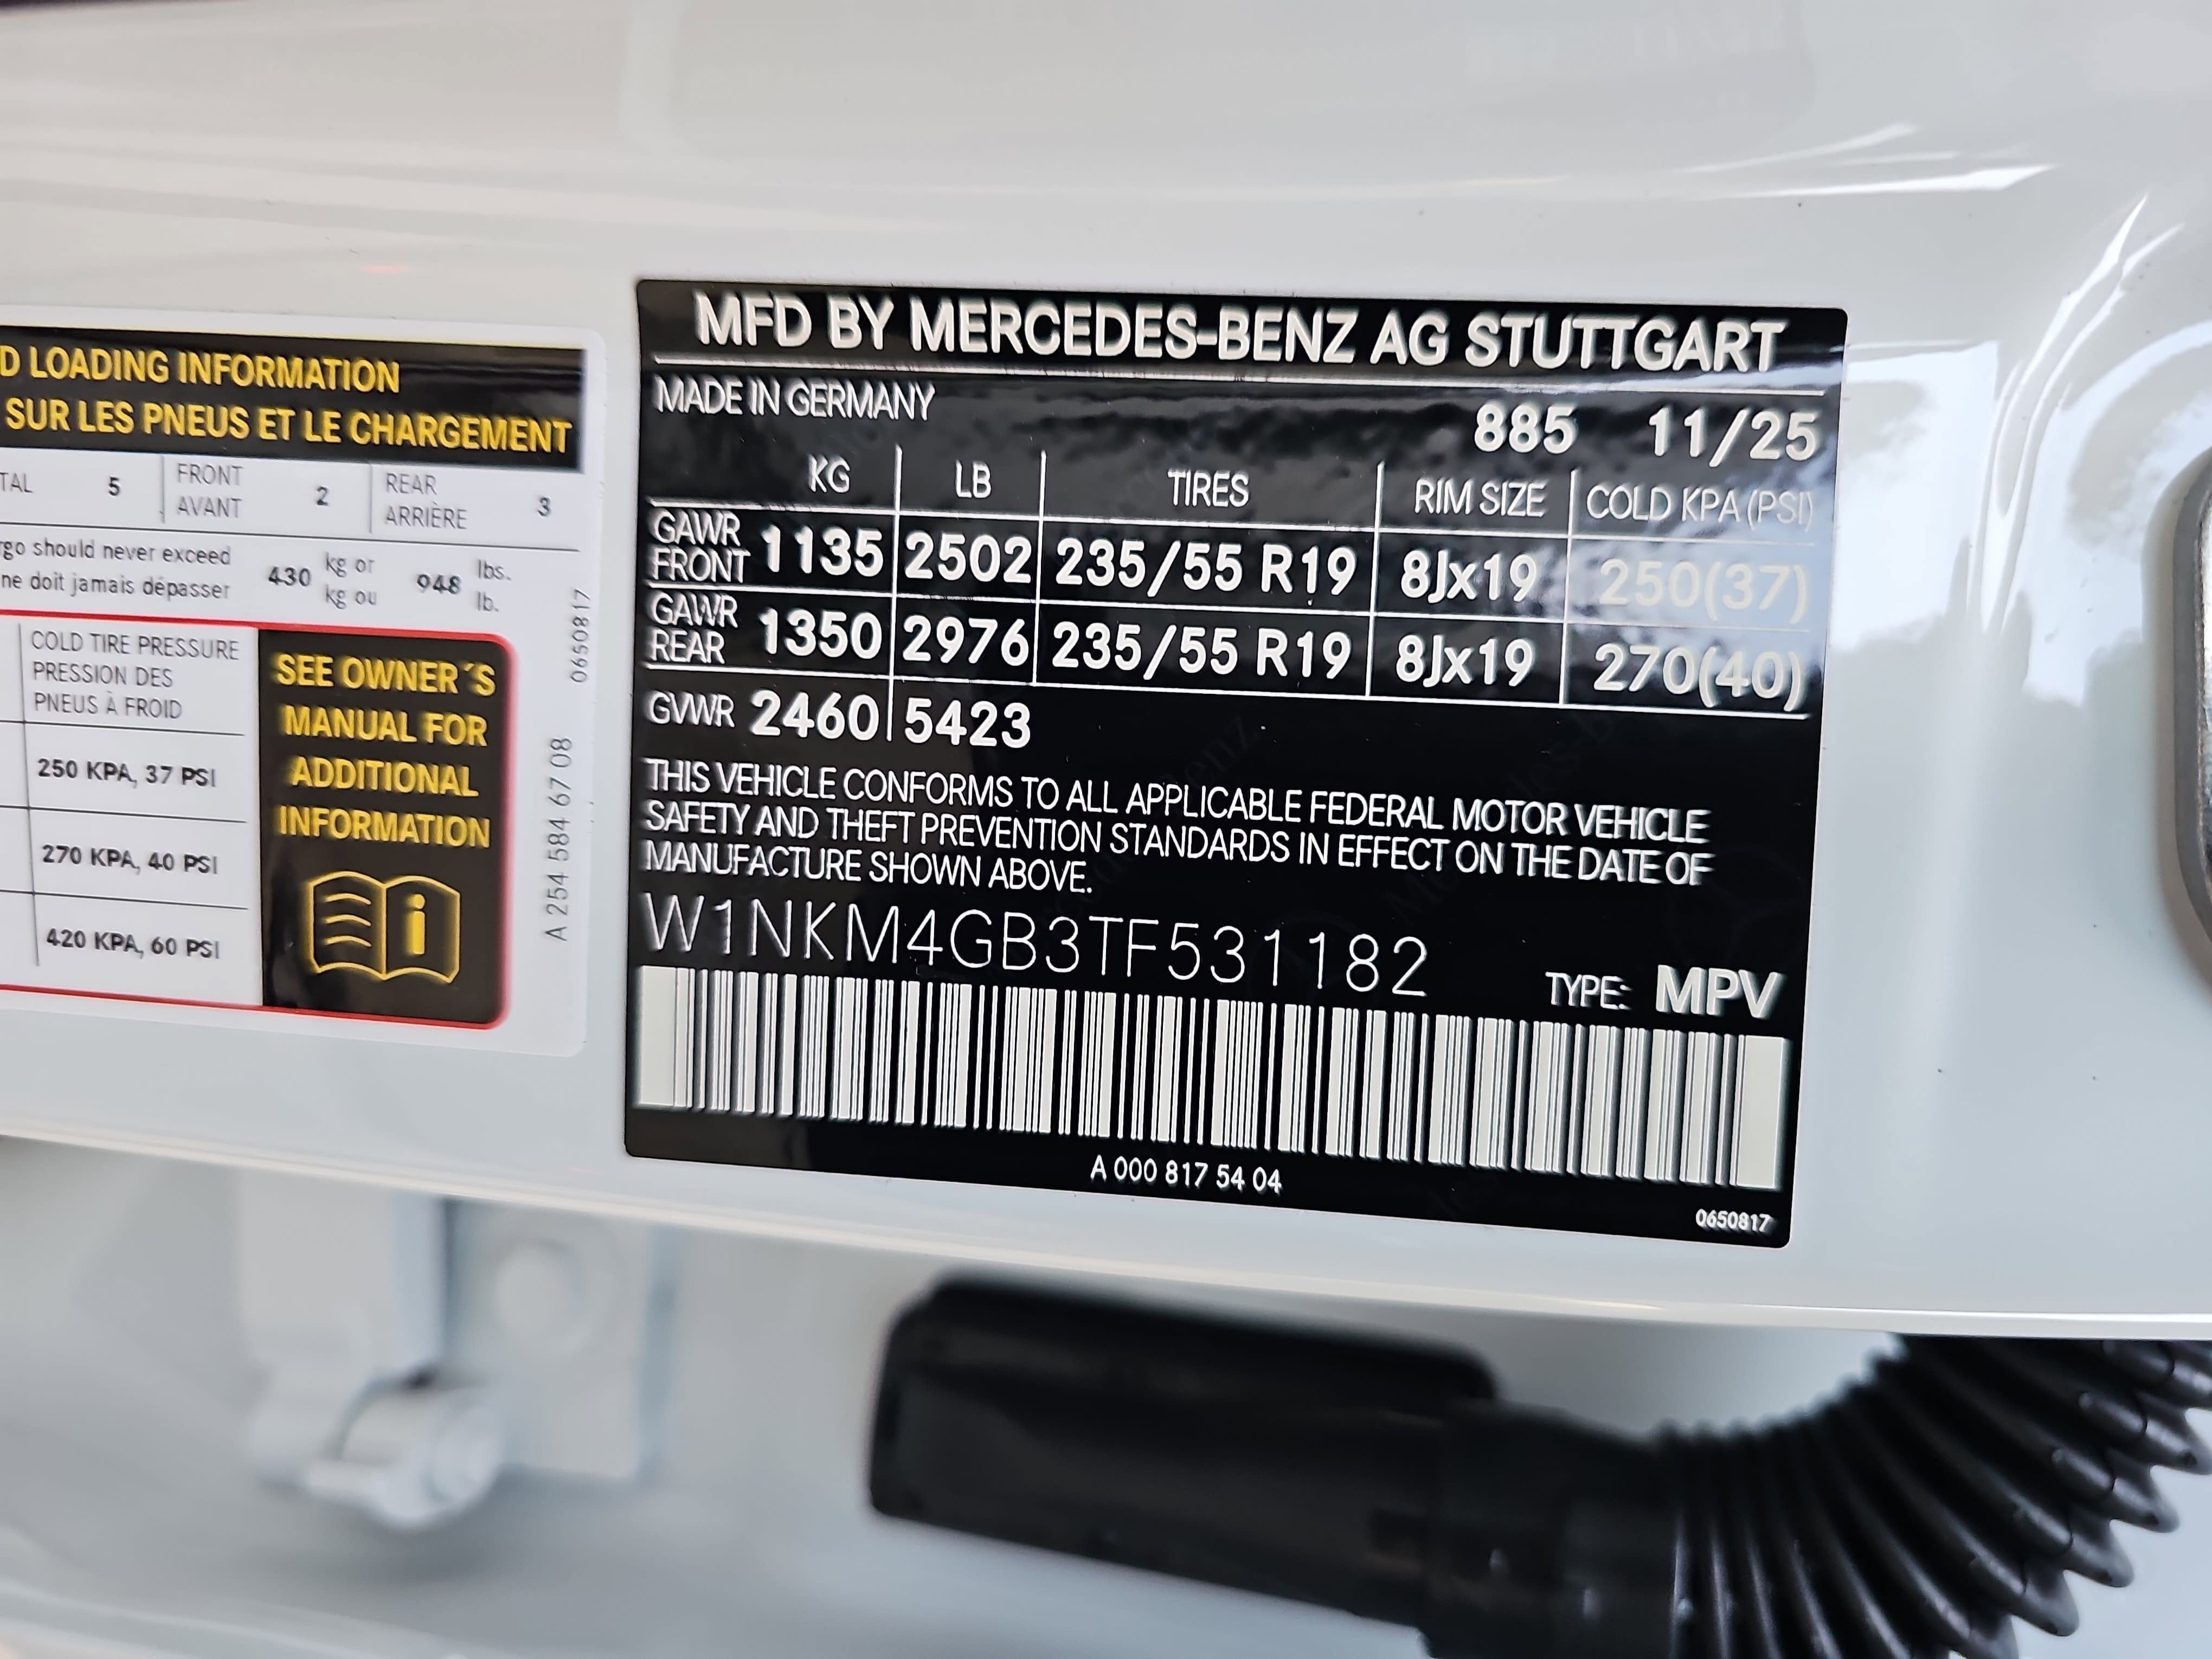 D LOADING INFORMATION
SUR LES PNEUS ET LE CHARGEMENT
TAL 5 FRONT AVANT 2 REAR ARRIÈRE 3
rgo should never exceed
ne doit jamais dépasser
430 kg or kg ou 948 lbs. lb.
COLD TIRE PRESSURE
PRESSION DES
PNEUS À FROID
250 KPA, 37 PSI
270 KPA, 40 PSI
420 KPA, 60 PSI
SEE OWNER´S
MANUAL FOR
ADDITIONAL
INFORMATION
i
A 254 584 67 08 0650817
MFD BY MERCEDES-BENZ AG STUTTGART
MADE IN GERMANY
885 11/25
KG LB TIRES RIM SIZE COLD KPA(PSI)
GAWR FRONT 1135 2502 235/55 R19 8Jx19 250(37)
GAWR REAR 1350 2976 235/55 R19 8Jx19 270(40)
GVWR 2460 5423
THIS VEHICLE CONFORMS TO ALL APPLICABLE FEDERAL MOTOR VEHICLE
SAFETY AND THEFT PREVENTION STANDARDS IN EFFECT ON THE DATE OF
MANUFACTURE SHOWN ABOVE.
W1NKM4GB3TF531182
TYPE: MPV
A 000 817 54 04
0650817